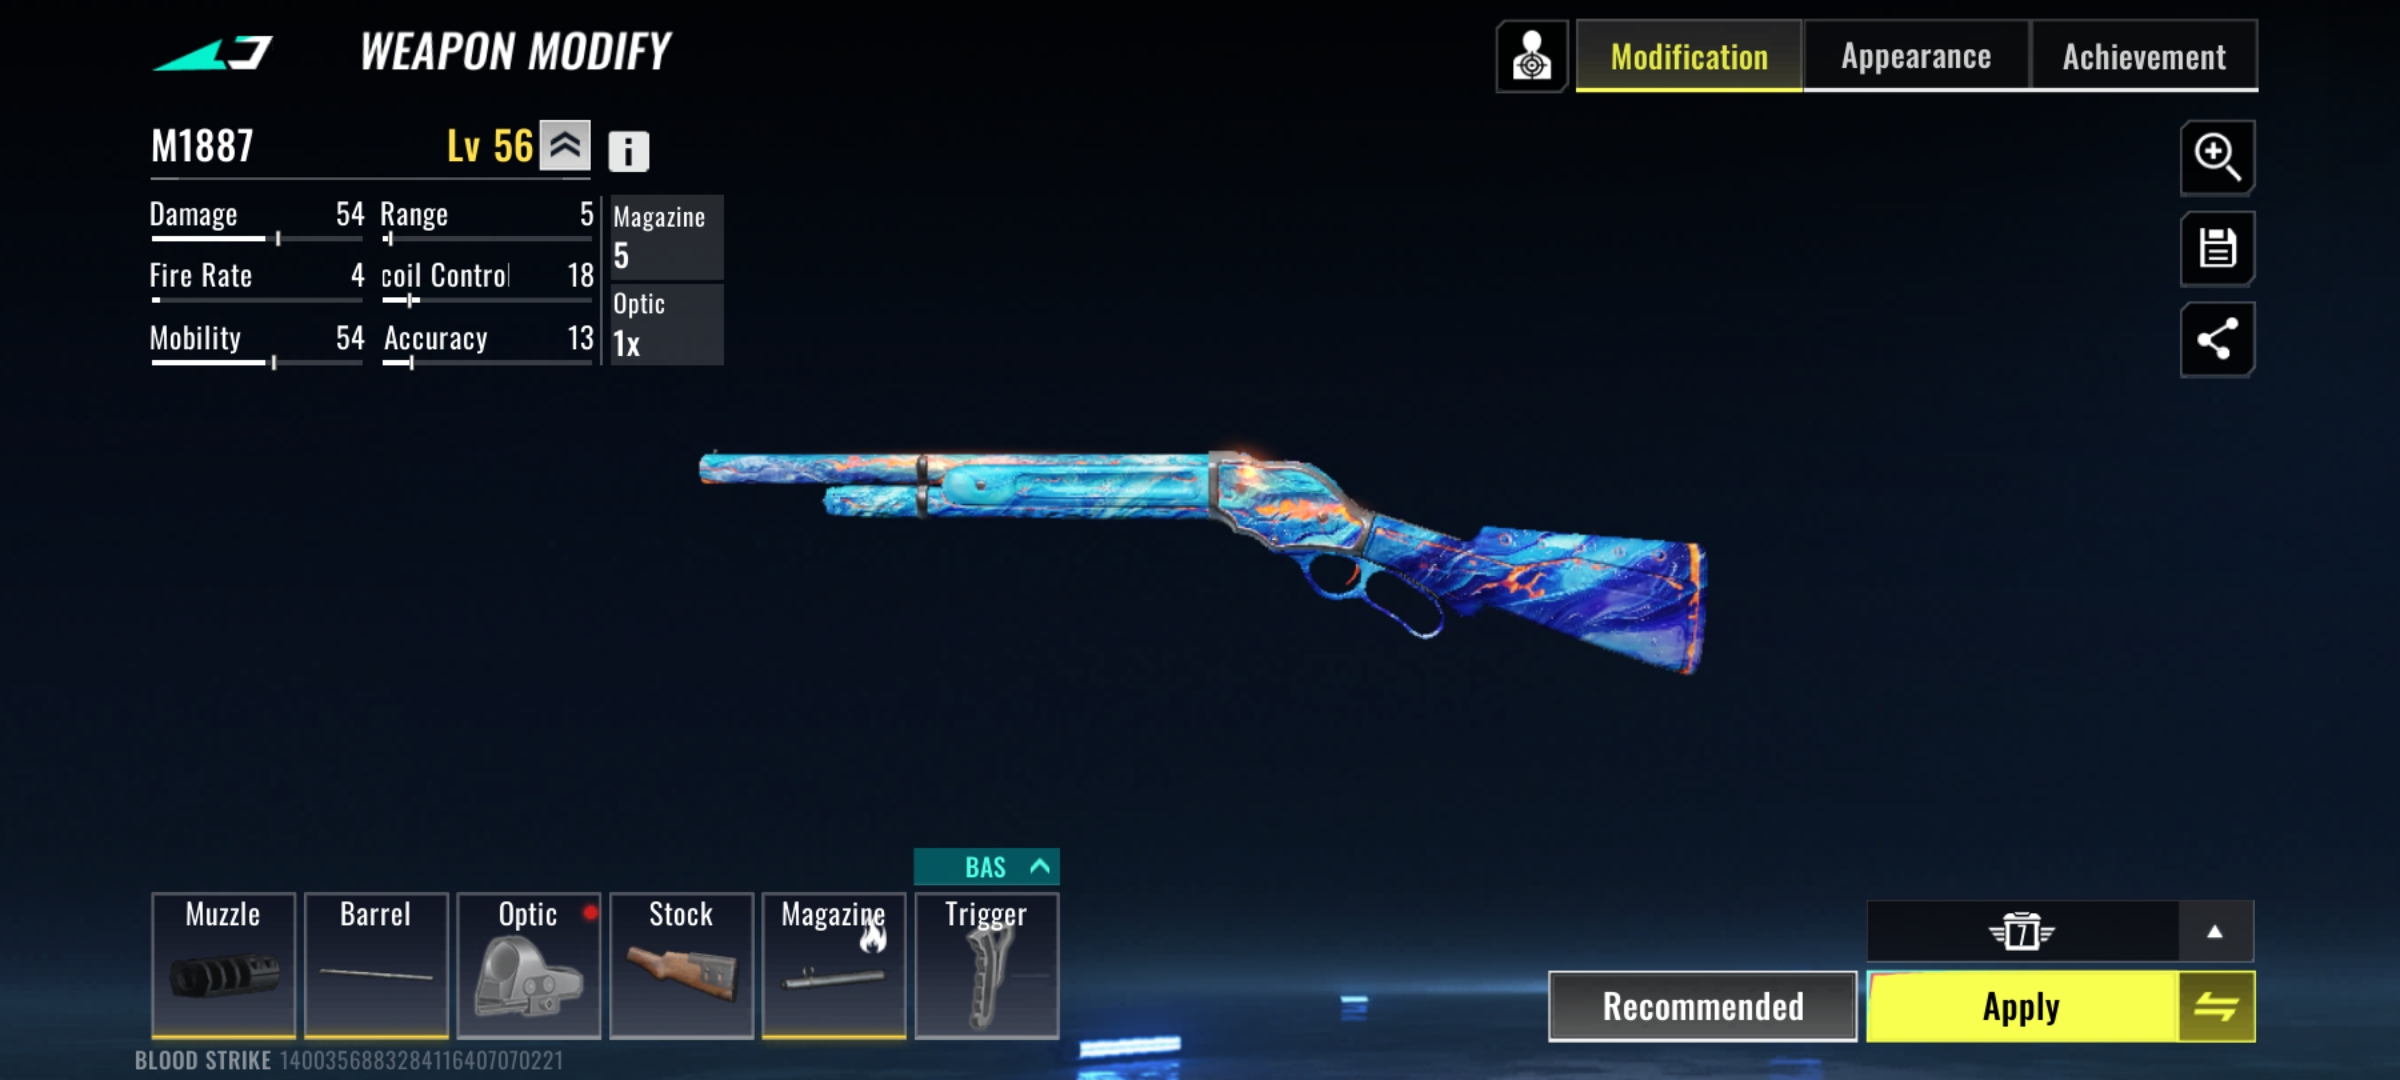 WEAPON MODIFY
Modification
Appearance
Achievement
M1887
Lv 56
Damage 54
Range 5
Magazine
5
Fire Rate 4
coil Control 18
Optic
1x
Mobility 54
Accuracy 13
BAS
Muzzle
Barrel
Optic
Stock
Magazine
Trigger
7
Recommended
Apply
BLOOD STRIKE 1400356883284116407070221